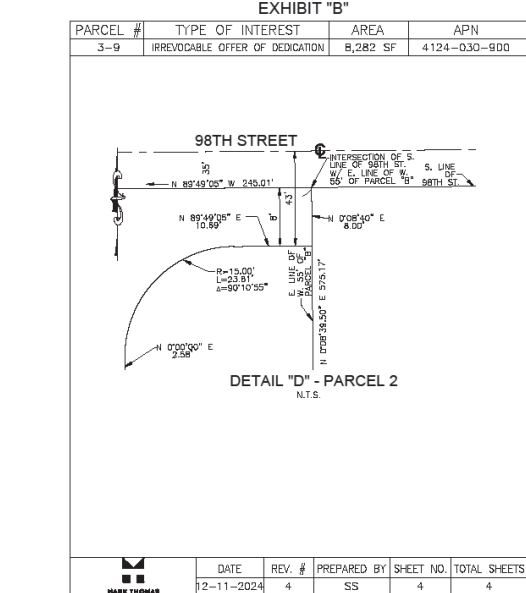 EXHIBIT "B"
PARCEL # TYPE OF INTEREST AREA APN
3-9 IRREVOCABLE OFFER OF DEDICATION 8,282 SF 4124-030-900
98TH STREET
35'
43'
8'
INTERSECTION OF S.
LINE OF 98TH ST.
W/ E. LINE OF W.
55' OF PARCEL "B"
S. LINE
OF
98TH ST.
N 89°49'05" W 245.01'
N 89°49'05" E
10.69'
N 0°08'40" E
8.00'
R=15.00'
L=23.61'
Δ=90°10'55"
E. LINE OF
W. 55' OF
PARCEL "B"
N 0°08'39.50" E 575.17'
N 0°00'00" E
2.58'
DETAIL "D" - PARCEL 2
N.T.S.
MARK THOMAS
DATE REV. # PREPARED BY SHEET NO. TOTAL SHEETS
12-11-2024 4 SS 4 4